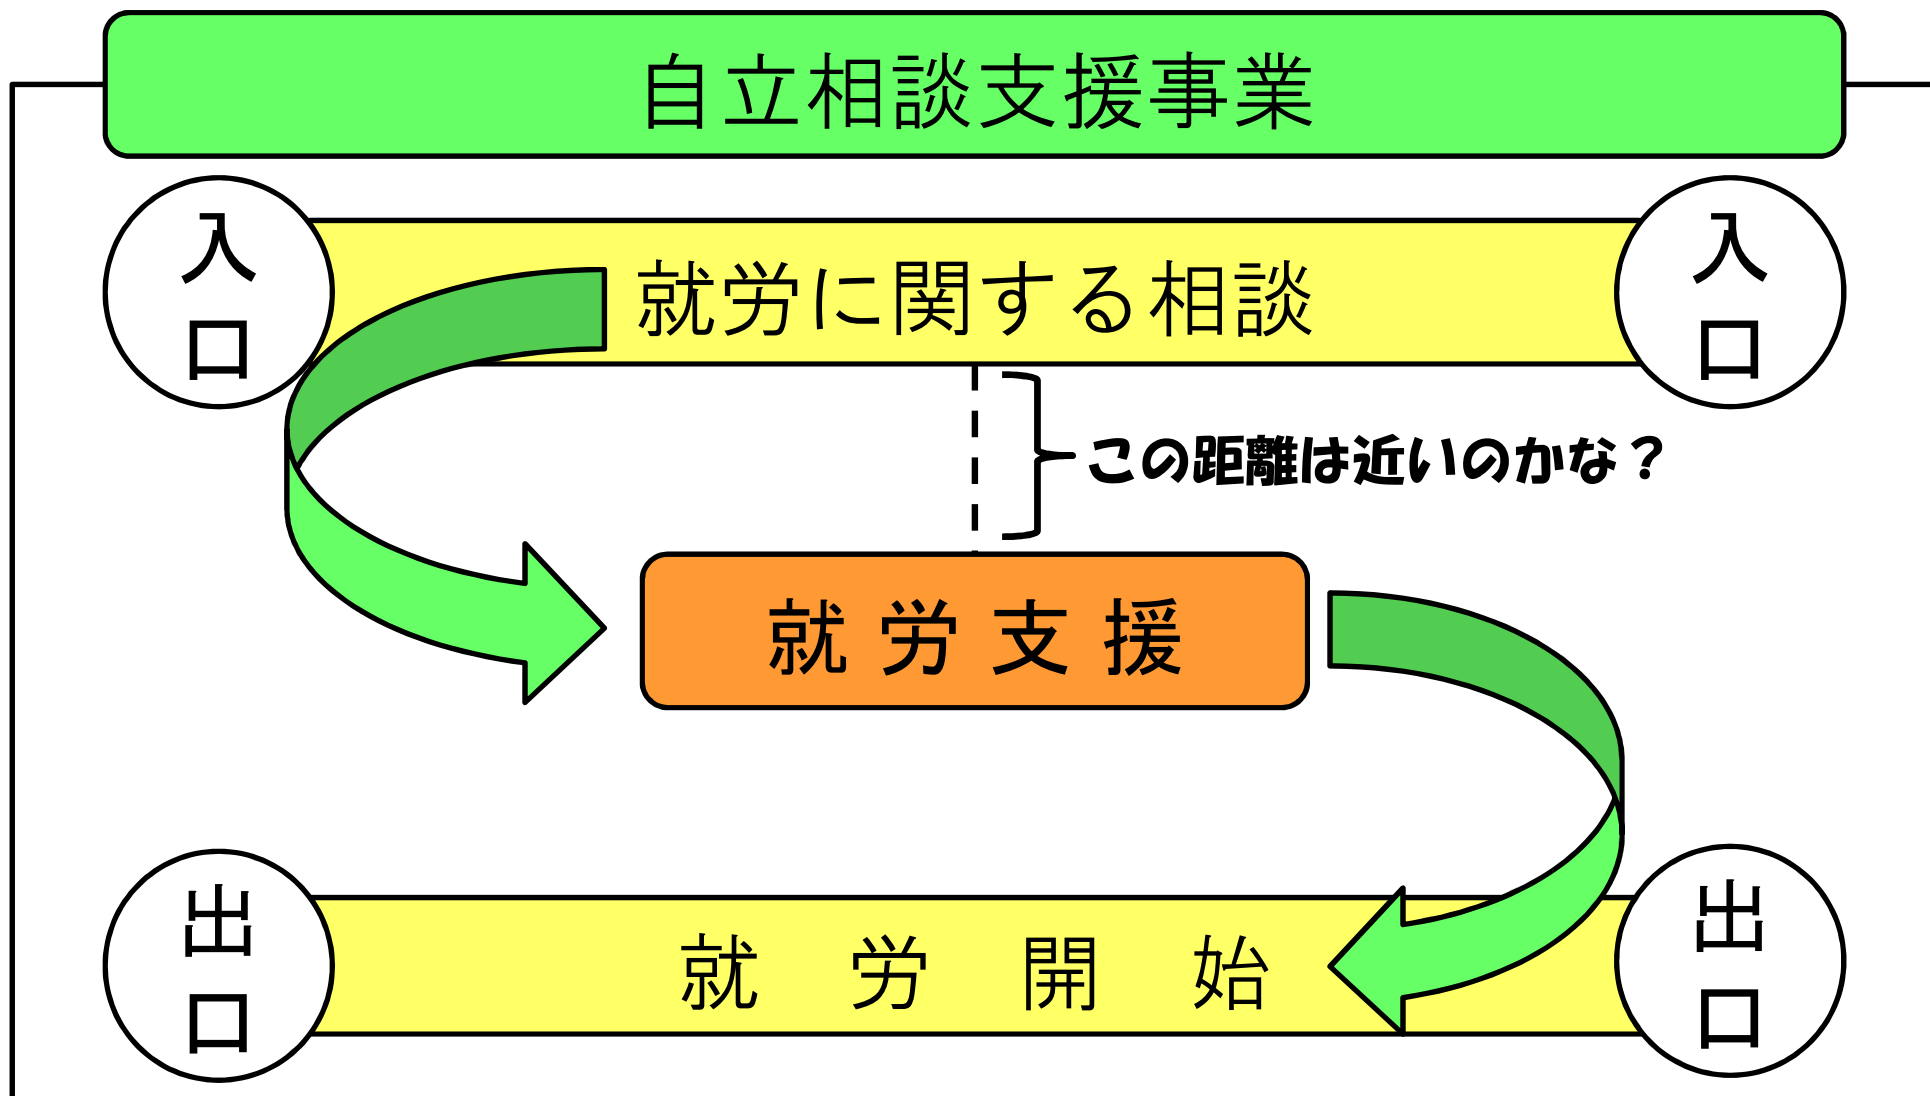 自立相談支援事業
入口
就労に関する相談
入口
この距離は近いのかな？
就労支援
出口
就労開始
出口